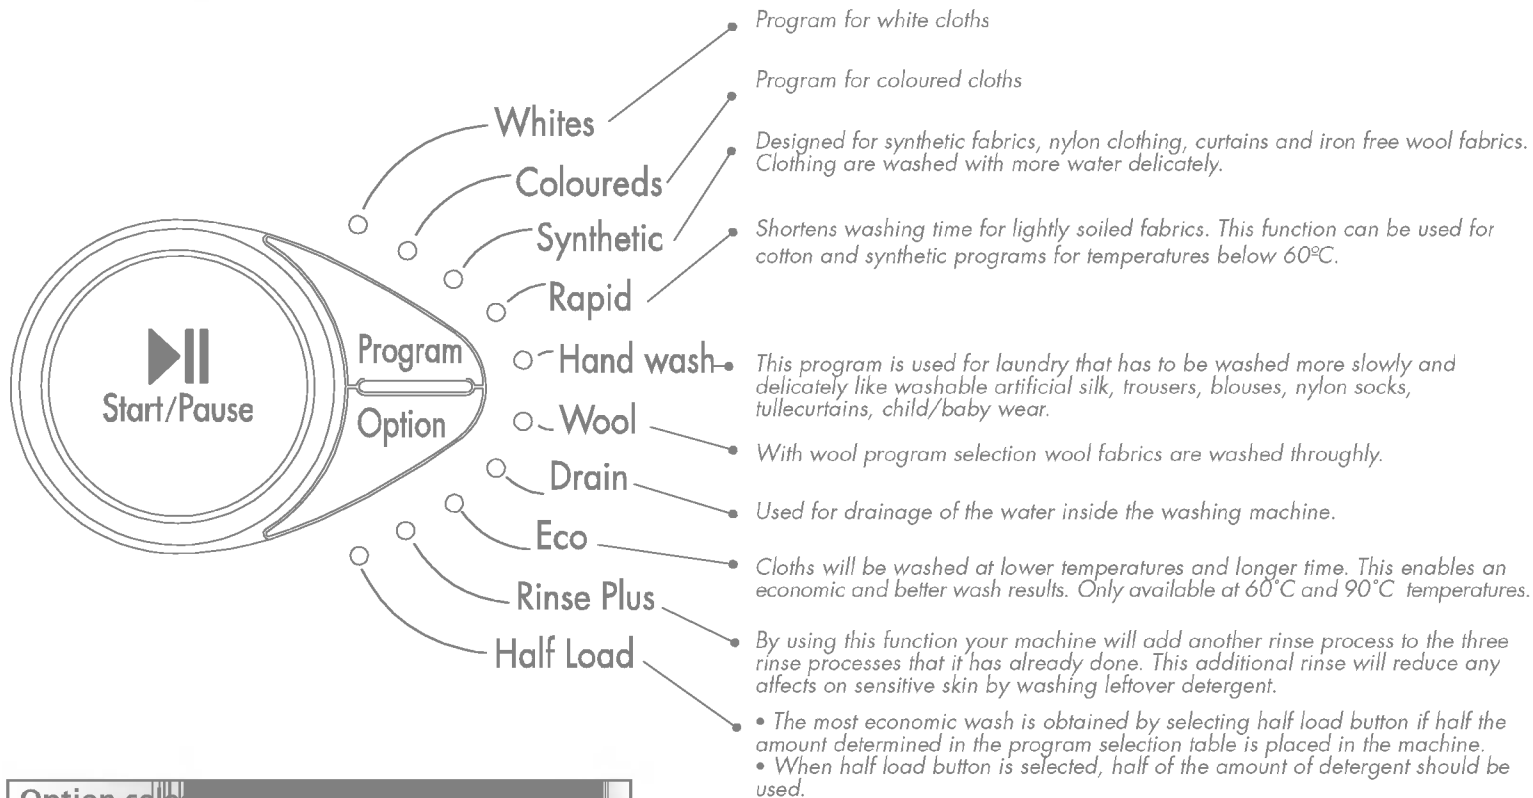 Program for white cloths
Program for coloured cloths
Whites
Designed for synthetic fabrics, nylon clothing, curtains and iron free wool fabrics.
Clothing are washed with more water delicately.
Coloureds
Synthetic
Shortens washing time for lightly soiled fabrics. This function can be used for
cotton and synthetic programs for temperatures below 60ºC.
Rapid
Program
Hand wash
This program is used for laundry that has to be washed more slowly and
delicately like washable artificial silk, trousers, blouses, nylon socks,
tullecurtains, child/baby wear.
Start/Pause
Option
Wool
With wool program selection wool fabrics are washed throughly.
Drain
Used for drainage of the water inside the washing machine.
Eco
Cloths will be washed at lower temperatures and longer time. This enables an
economic and better wash results. Only available at 60˚C and 90˚C temperatures.
Rinse Plus
By using this function your machine will add another rinse process to the three
rinse processes that it has already done. This additional rinse will reduce any
affects on sensitive skin by washing leftover detergent.
Half Load
• The most economic wash is obtained by selecting half load button if half the
amount determined in the program selection table is placed in the machine.
• When half load button is selected, half of the amount of detergent should be
used.
Option